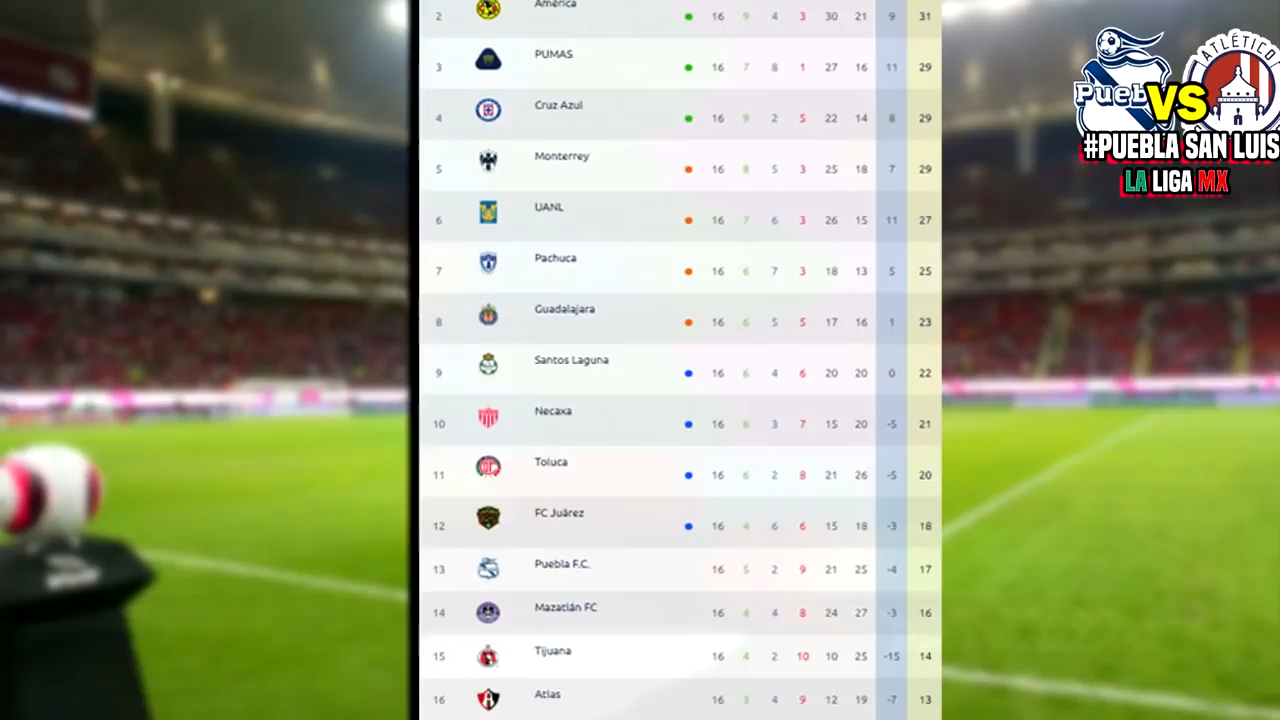 2 América 16 9 4 3 30 21 9 31
3 PUMAS 16 7 8 1 27 16 11 29
4 Cruz Azul 16 9 2 5 22 14 8 29
5 Monterrey 16 8 5 3 25 18 7 29
6 UANL 16 7 6 3 26 15 11 27
7 Pachuca 16 6 7 3 18 13 5 25
8 Guadalajara 16 6 5 5 17 16 1 23
9 Santos Laguna 16 6 4 6 20 20 0 22
10 Necaxa 16 6 3 7 15 20 -5 21
11 Toluca 16 6 2 8 21 26 -5 20
12 FC Juárez 16 4 6 6 15 18 -3 18
13 Puebla F.C. 16 5 2 9 21 25 -4 17
14 Mazatlán FC 16 4 4 8 24 27 -3 16
15 Tijuana 16 4 2 10 10 25 -15 14
16 Atlas 16 3 4 9 12 19 -7 13
ATLÉTICO
Pueb
VS
#PUEBLA SAN LUIS
LA LIGA MX